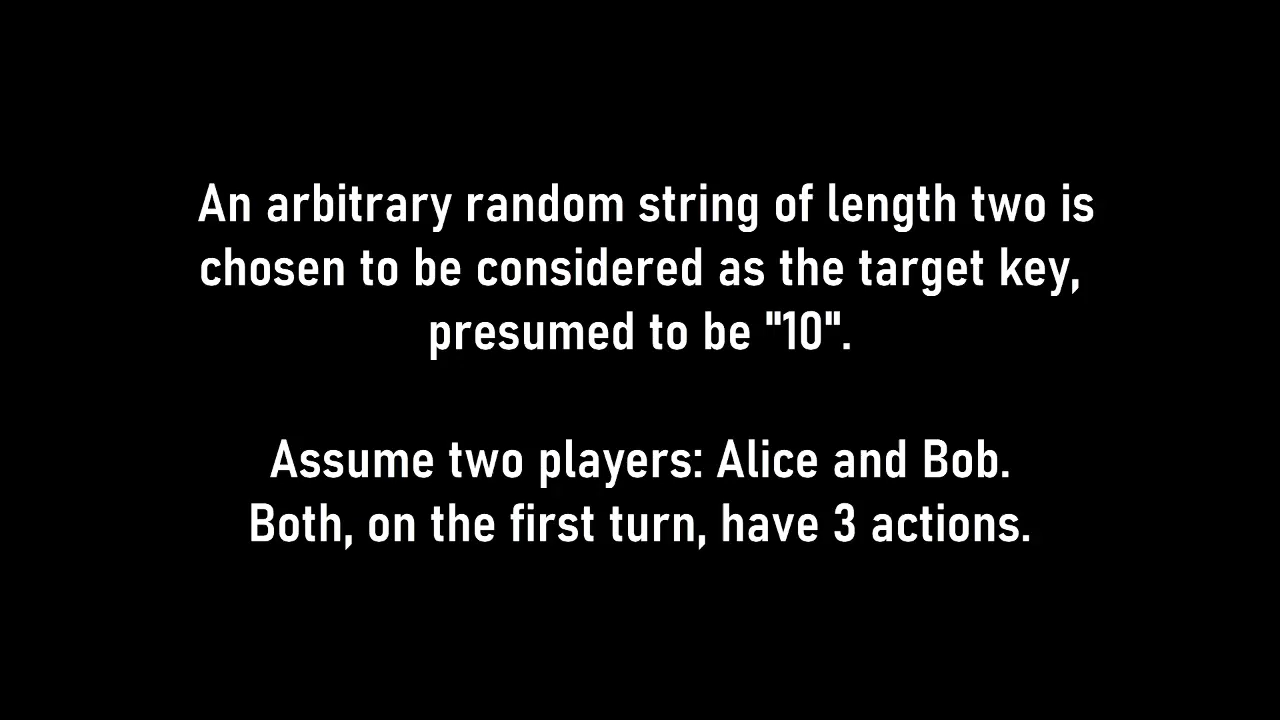 An arbitrary random string of length two is
chosen to be considered as the target key,
presumed to be "10".
Assume two players: Alice and Bob.
Both, on the first turn, have 3 actions.